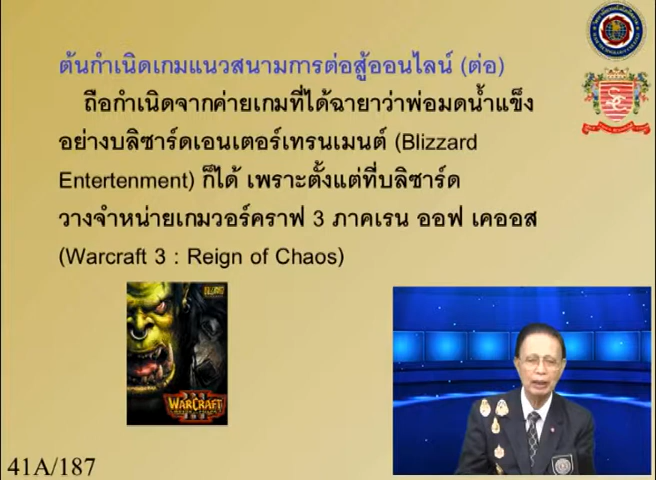 ต้นกำเนิดเกมแนวสนามการต่อสู้ออนไลน์ (ต่อ)
ถือกำเนิดจากค่ายเกมที่ได้ฉายาว่าพ่อมดน้ำแข็ง
อย่างบลิซาร์ดเอนเตอร์เทรนเมนต์ (Blizzard
Entertenment) ก็ได้ เพราะตั้งแต่ที่บลิซาร์ด
วางจำหน่ายเกมวอร์คราฟ 3 ภาคเรน ออฟ เคออส
(Warcraft 3 : Reign of Chaos)
WARCRAFT
III
41A/187